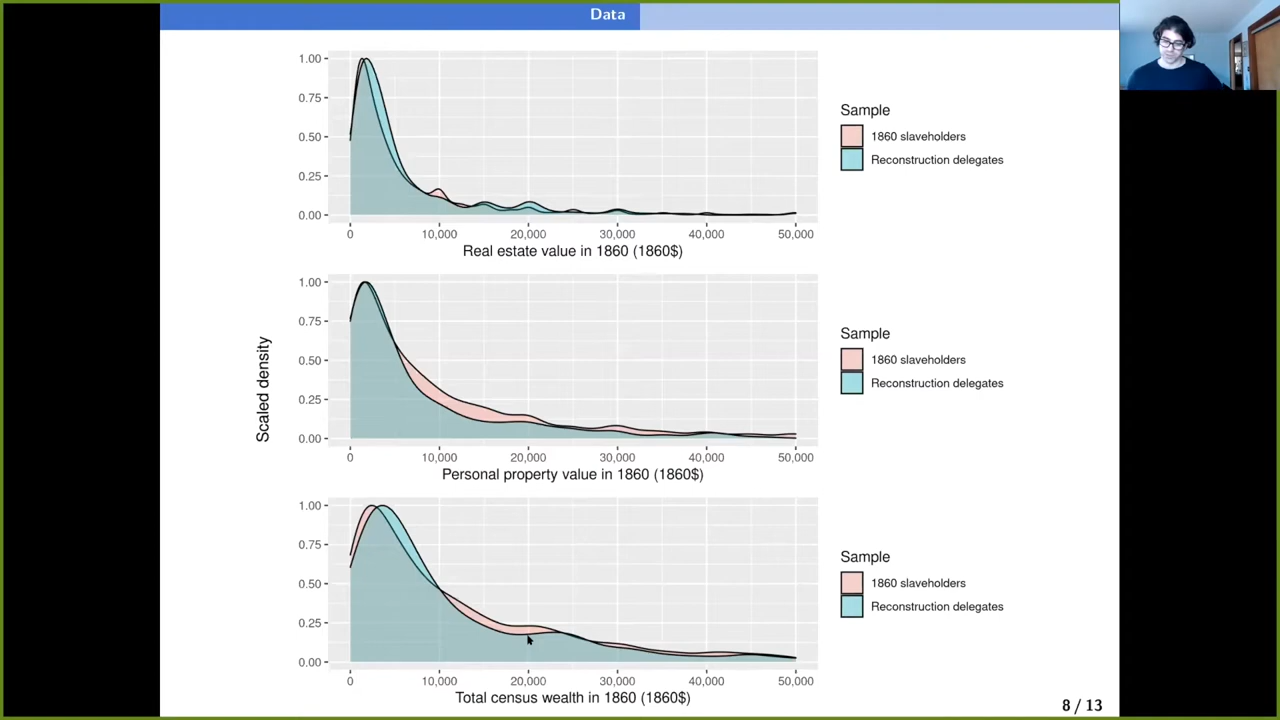 Data
1.00
0.75
0.50
0.25
0.00
0
10,000
20,000
30,000
40,000
50,000
Real estate value in 1860 (1860$)
Sample
1860 slaveholders
Reconstruction delegates
Scaled density
1.00
0.75
0.50
0.25
0.00
0
10,000
20,000
30,000
40,000
50,000
Personal property value in 1860 (1860$)
Sample
1860 slaveholders
Reconstruction delegates
1.00
0.75
0.50
0.25
0.00
0
10,000
20,000
30,000
40,000
50,000
Total census wealth in 1860 (1860$)
Sample
1860 slaveholders
Reconstruction delegates
8 / 13